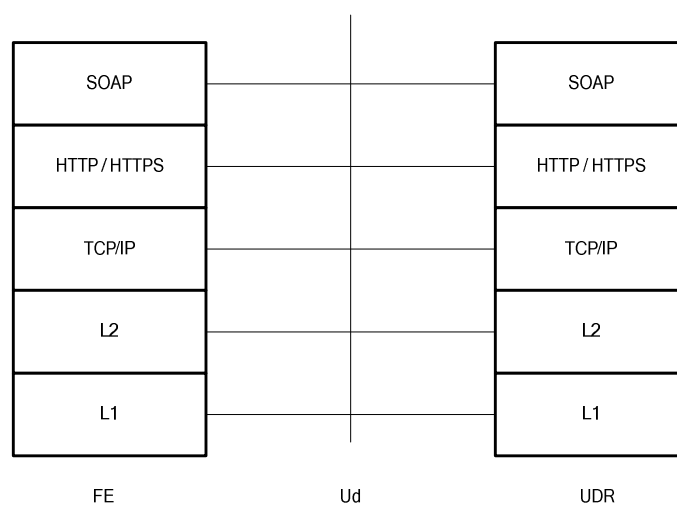 SOAP
SOAP
HTTP / HTTPS
HTTP / HTTPS
TCP/IP
TCP/IP
L2
L2
L1
L1
FE
Ud
UDR